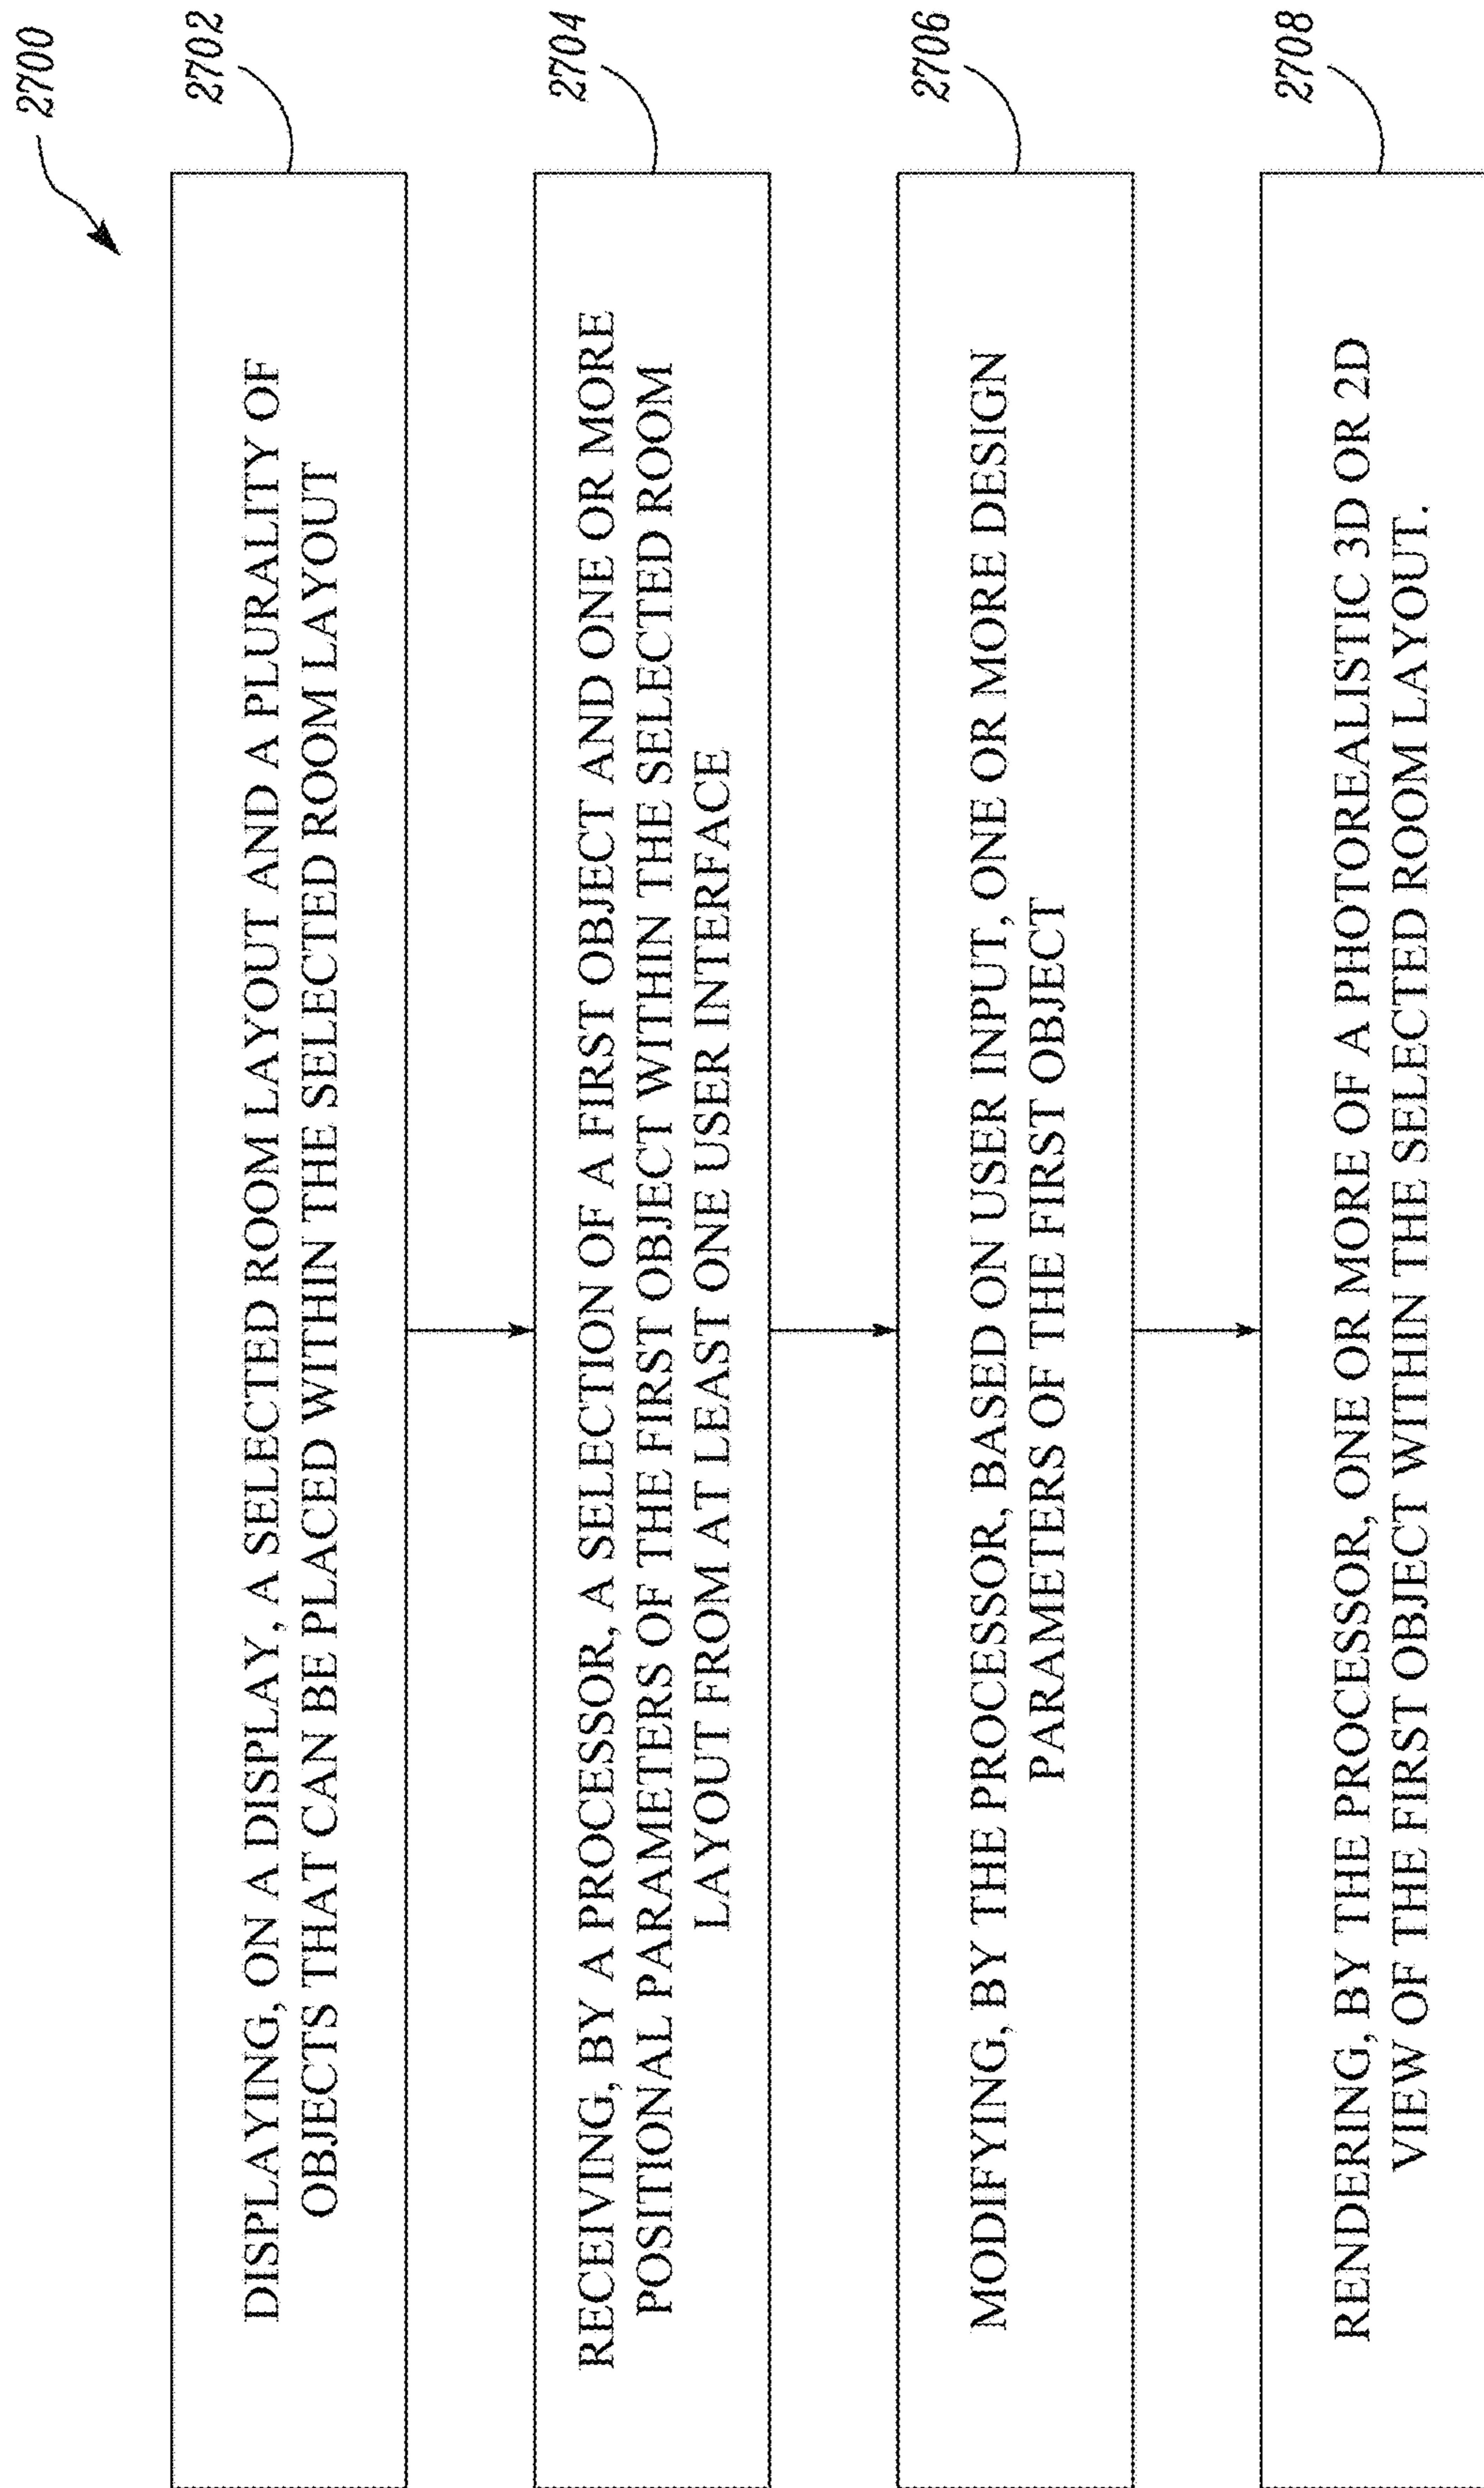 2700
2702
DISPLAYING, ON A DISPLAY, A SELECTED ROOM LAYOUT AND A PLURALITY OF
OBJECTS THAT CAN BE PLACED WITHIN THE SELECTED ROOM LAYOUT
2704
RECEIVING, BY A PROCESSOR, A SELECTION OF A FIRST OBJECT AND ONE OR MORE
POSITIONAL PARAMETERS OF THE FIRST OBJECT WITHIN THE SELECTED ROOM
LAYOUT FROM AT LEAST ONE USER INTERFACE
2706
MODIFYING, BY THE PROCESSOR, BASED ON USER INPUT, ONE OR MORE DESIGN
PARAMETERS OF THE FIRST OBJECT
2708
RENDERING, BY THE PROCESSOR, ONE OR MORE OF A PHOTOREALISTIC 3D OR 2D
VIEW OF THE FIRST OBJECT WITHIN THE SELECTED ROOM LAYOUT.